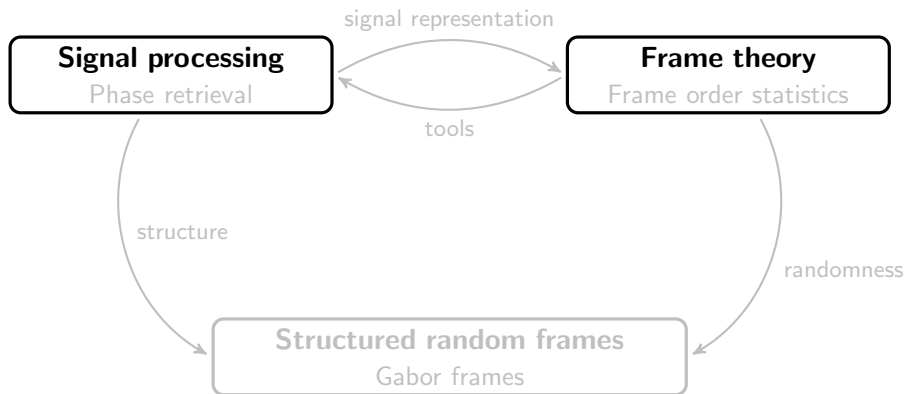 signal representation
Signal processing
Phase retrieval
Frame theory
Frame order statistics
tools
structure
randomness
Structured random frames
Gabor frames